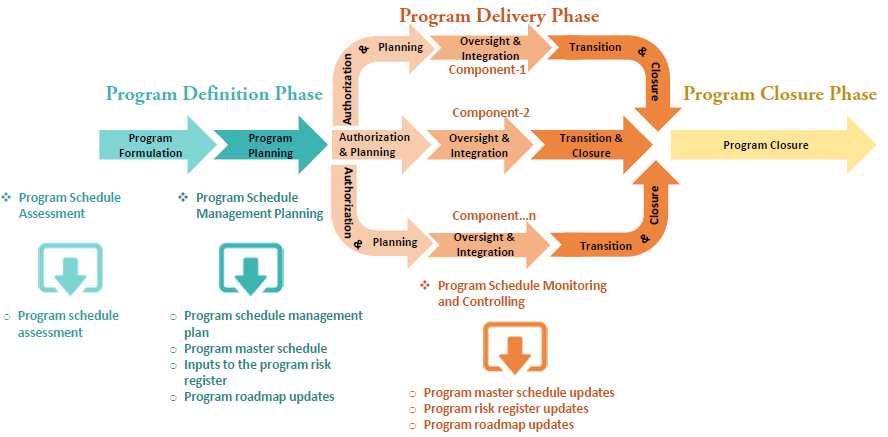 Program Delivery Phase
Authorization & Planning
Oversight &
Integration
Transition & Closure
Component-1
Program Definition Phase
Program Closure Phase
Component-2
Program
Formulation
Program
Planning
Authorization
& Planning
Oversight &
Integration
Transition &
Closure
Program Closure
Authorization & Planning
Component...n
Oversight &
Integration
Transition & Closure
❖ Program Schedule
Assessment
❖ Program Schedule
Management Planning
❖ Program Schedule Monitoring
and Controlling
○ Program schedule
assessment
○ Program schedule management
plan
○ Program master schedule
○ Inputs to the program risk
register
○ Program roadmap updates
○ Program master schedule updates
○ Program risk register updates
○ Program roadmap updates